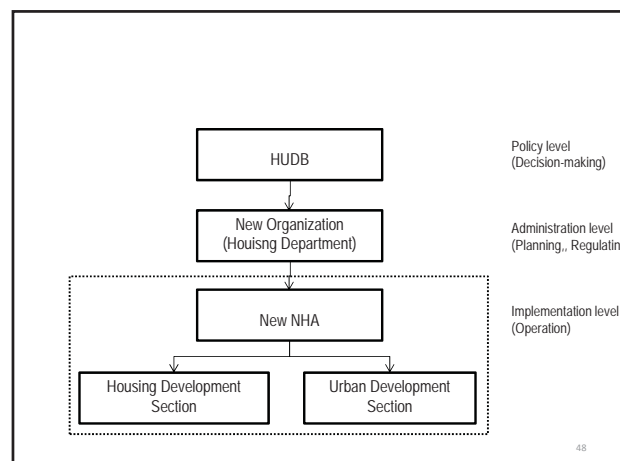 HUDB
Policy level
(Decision-making)
New Organization
(Houisng Department)
Administration level
(Planning,, Regulatin
New NHA
Implementation level
(Operation)
Housing Development
Section
Urban Development
Section
48